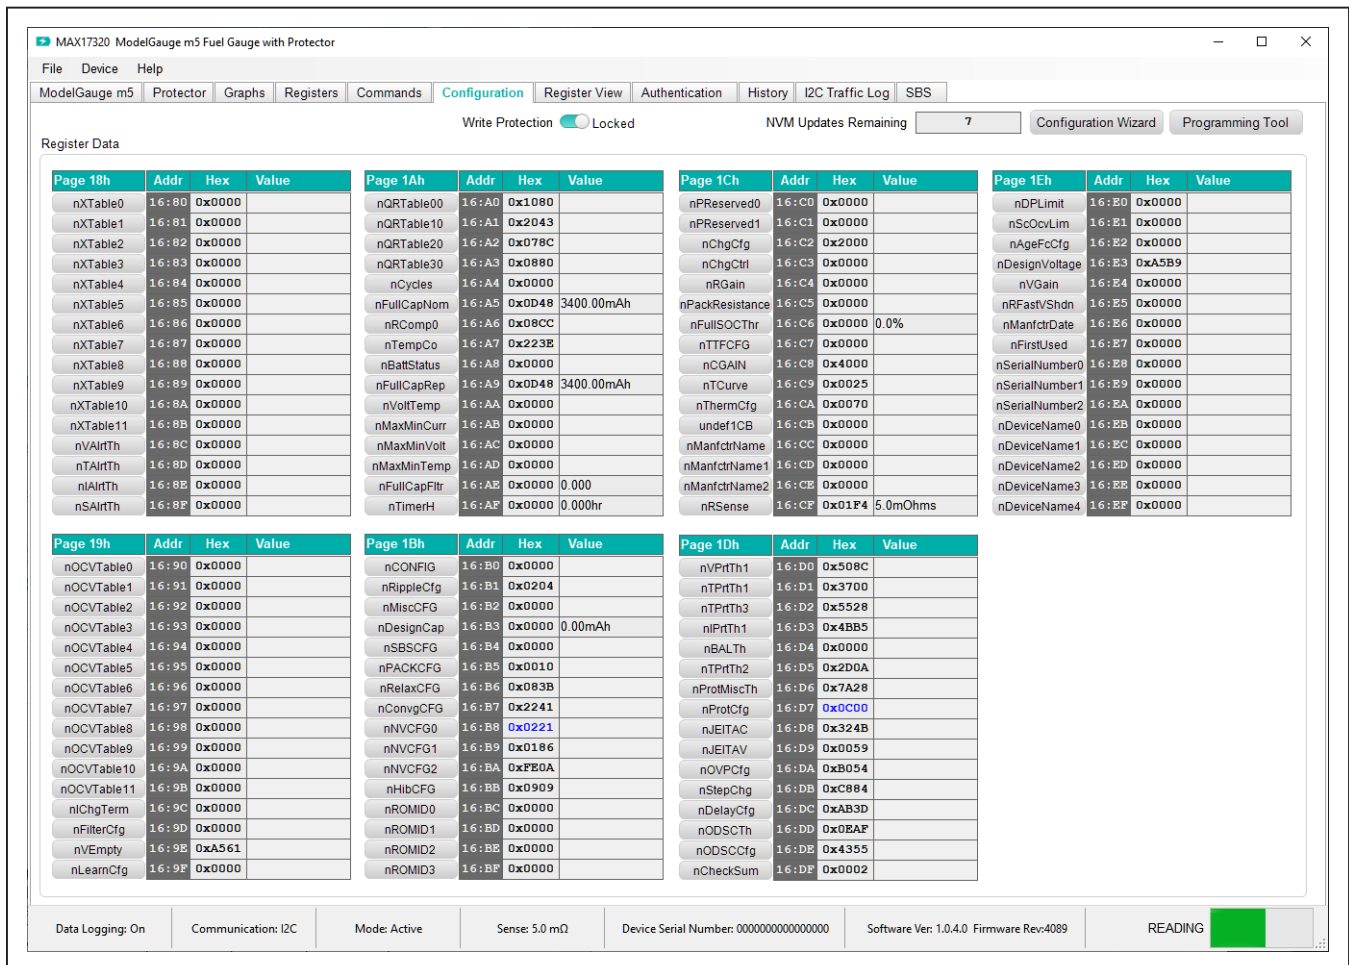 MAX17320 ModelGauge m5 Fuel Gauge with Protector
File Device Help
ModelGauge m5 Protector Graphs Registers Commands Configuration Register View Authentication History I2C Traffic Log SBS
Write Protection Locked NVM Updates Remaining 7 Configuration Wizard Programming Tool
Register Data
Page 18h Addr Hex Value
nXTable0 16:80 0x0000
nXTable1 16:81 0x0000
nXTable2 16:82 0x0000
nXTable3 16:83 0x0000
nXTable4 16:84 0x0000
nXTable5 16:85 0x0000
nXTable6 16:86 0x0000
nXTable7 16:87 0x0000
nXTable8 16:88 0x0000
nXTable9 16:89 0x0000
nXTable10 16:8A 0x0000
nXTable11 16:8B 0x0000
nVAlrtTh 16:8C 0x0000
nTAlrtTh 16:8D 0x0000
nIAlrtTh 16:8E 0x0000
nSAlrtTh 16:8F 0x0000
Page 1Ah Addr Hex Value
nQRTable00 16:A0 0x1080
nQRTable10 16:A1 0x2043
nQRTable20 16:A2 0x078C
nQRTable30 16:A3 0x0880
nCycles 16:A4 0x0000
nFullCapNom 16:A5 0x0D48 3400.00mAh
nRComp0 16:A6 0x08CC
nTempCo 16:A7 0x223E
nBattStatus 16:A8 0x0000
nFullCapRep 16:A9 0x0D48 3400.00mAh
nVoltTemp 16:AA 0x0000
nMaxMinCurr 16:AB 0x0000
nMaxMinVolt 16:AC 0x0000
nMaxMinTemp 16:AD 0x0000
nFullCapFltr 16:AE 0x0000 0.000
nTimerH 16:AF 0x0000 0.000hr
Page 1Ch Addr Hex Value
nPReserved0 16:C0 0x0000
nPReserved1 16:C1 0x0000
nChgCfg 16:C2 0x2000
nChgCtrl 16:C3 0x0000
nRGain 16:C4 0x0000
nPackResistance 16:C5 0x0000
nFullSOCThr 16:C6 0x0000 0.0%
nTTFCFG 16:C7 0x0000
nCGAIN 16:C8 0x4000
nTCurve 16:C9 0x0025
nThermCfg 16:CA 0x0070
undef1CB 16:CB 0x0000
nManfctrName 16:CC 0x0000
nManfctrName1 16:CD 0x0000
nManfctrName2 16:CE 0x0000
nRSense 16:CF 0x01F4 5.0mOhms
Page 1Eh Addr Hex Value
nDPLimit 16:E0 0x0000
nScOcvLim 16:E1 0x0000
nAgeFcCfg 16:E2 0x0000
nDesignVoltage 16:E3 0xA5B9
nVGain 16:E4 0x0000
nRFastVShdn 16:E5 0x0000
nManfctrDate 16:E6 0x0000
nFirstUsed 16:E7 0x0000
nSerialNumber0 16:E8 0x0000
nSerialNumber1 16:E9 0x0000
nSerialNumber2 16:EA 0x0000
nDeviceName0 16:EB 0x0000
nDeviceName1 16:EC 0x0000
nDeviceName2 16:ED 0x0000
nDeviceName3 16:EE 0x0000
nDeviceName4 16:EF 0x0000
Page 19h Addr Hex Value
nOCVTable0 16:90 0x0000
nOCVTable1 16:91 0x0000
nOCVTable2 16:92 0x0000
nOCVTable3 16:93 0x0000
nOCVTable4 16:94 0x0000
nOCVTable5 16:95 0x0000
nOCVTable6 16:96 0x0000
nOCVTable7 16:97 0x0000
nOCVTable8 16:98 0x0000
nOCVTable9 16:99 0x0000
nOCVTable10 16:9A 0x0000
nOCVTable11 16:9B 0x0000
nIChgTerm 16:9C 0x0000
nFilterCfg 16:9D 0x0000
nVEmpty 16:9E 0xA561
nLearnCfg 16:9F 0x0000
Page 1Bh Addr Hex Value
nCONFIG 16:B0 0x0000
nRippleCfg 16:B1 0x0204
nMiscCFG 16:B2 0x0000
nDesignCap 16:B3 0x0000 0.00mAh
nSBSCFG 16:B4 0x0000
nPACKCFG 16:B5 0x0010
nRelaxCFG 16:B6 0x083B
nConvgCFG 16:B7 0x2241
nNVCFG0 16:B8 0x0221
nNVCFG1 16:B9 0x0186
nNVCFG2 16:BA 0xFE0A
nHibCFG 16:BB 0x0909
nROMID0 16:BC 0x0000
nROMID1 16:BD 0x0000
nROMID2 16:BE 0x0000
nROMID3 16:BF 0x0000
Page 1Dh Addr Hex Value
nVPrtTh1 16:D0 0x508C
nTPrtTh1 16:D1 0x3700
nTPrtTh3 16:D2 0x5528
nIPrtTh1 16:D3 0x4BB5
nBALTh 16:D4 0x0000
nTPrtTh2 16:D5 0x2D0A
nProtMiscTh 16:D6 0x7A28
nProtCfg 16:D7 0x0C00
nJEITAC 16:D8 0x324B
nJEITAV 16:D9 0x0059
nOVPCfg 16:DA 0xB054
nStepChg 16:DB 0xC884
nDelayCfg 16:DC 0xAB3D
nODSCTh 16:DD 0x0EAF
nODSCCfg 16:DE 0x4355
nCheckSum 16:DF 0x0002
Data Logging: On Communication: I2C Mode: Active Sense: 5.0 mΩ Device Serial Number: 0000000000000000 Software Ver: 1.0.4.0 Firmware Rev:4089 READING